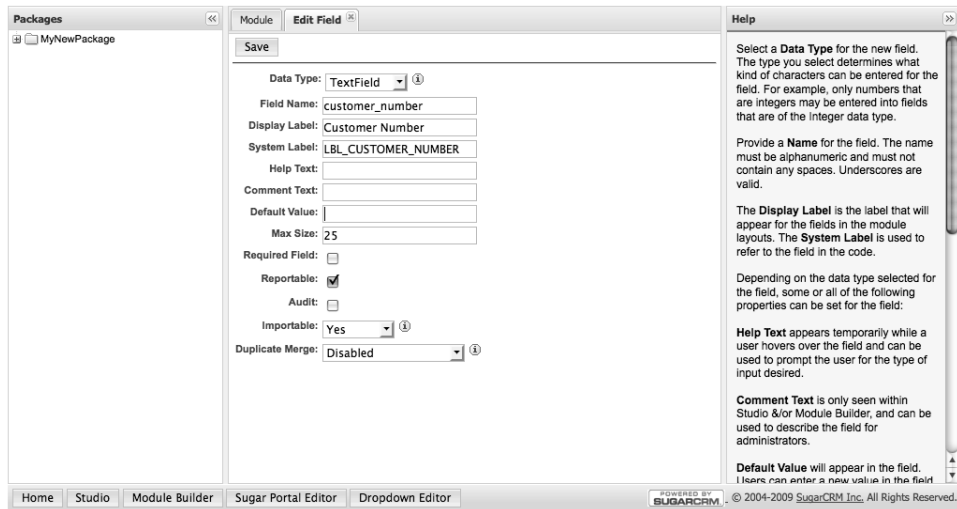 Packages
MyNewPackage
Module
Edit Field
Save
Data Type: TextField
Field Name: customer_number
Display Label: Customer Number
System Label: LBL_CUSTOMER_NUMBER
Help Text:
Comment Text:
Default Value:
Max Size: 25
Required Field:
Reportable:
Audit:
Importable: Yes
Duplicate Merge: Disabled
Help
Select a Data Type for the new field.
The type you select determines what
kind of characters can be entered for the
field. For example, only numbers that
are integers may be entered into fields
that are of the Integer data type.
Provide a Name for the field. The name
must be alphanumeric and must not
contain any spaces. Underscores are
valid.
The Display Label is the label that will
appear for the fields in the module
layouts. The System Label is used to
refer to the field in the code.
Depending on the data type selected for
the field, some or all of the following
properties can be set for the field:
Help Text appears temporarily while a
user hovers over the field and can be
used to prompt the user for the type of
input desired.
Comment Text is only seen within
Studio &/or Module Builder, and can be
used to describe the field for
administrators.
Default Value will appear in the field.
Users can enter a new value in the field
Home Studio Module Builder Sugar Portal Editor Dropdown Editor
POWERED BY
SUGARCRM. © 2004-2009 SugarCRM Inc. All Rights Reserved.